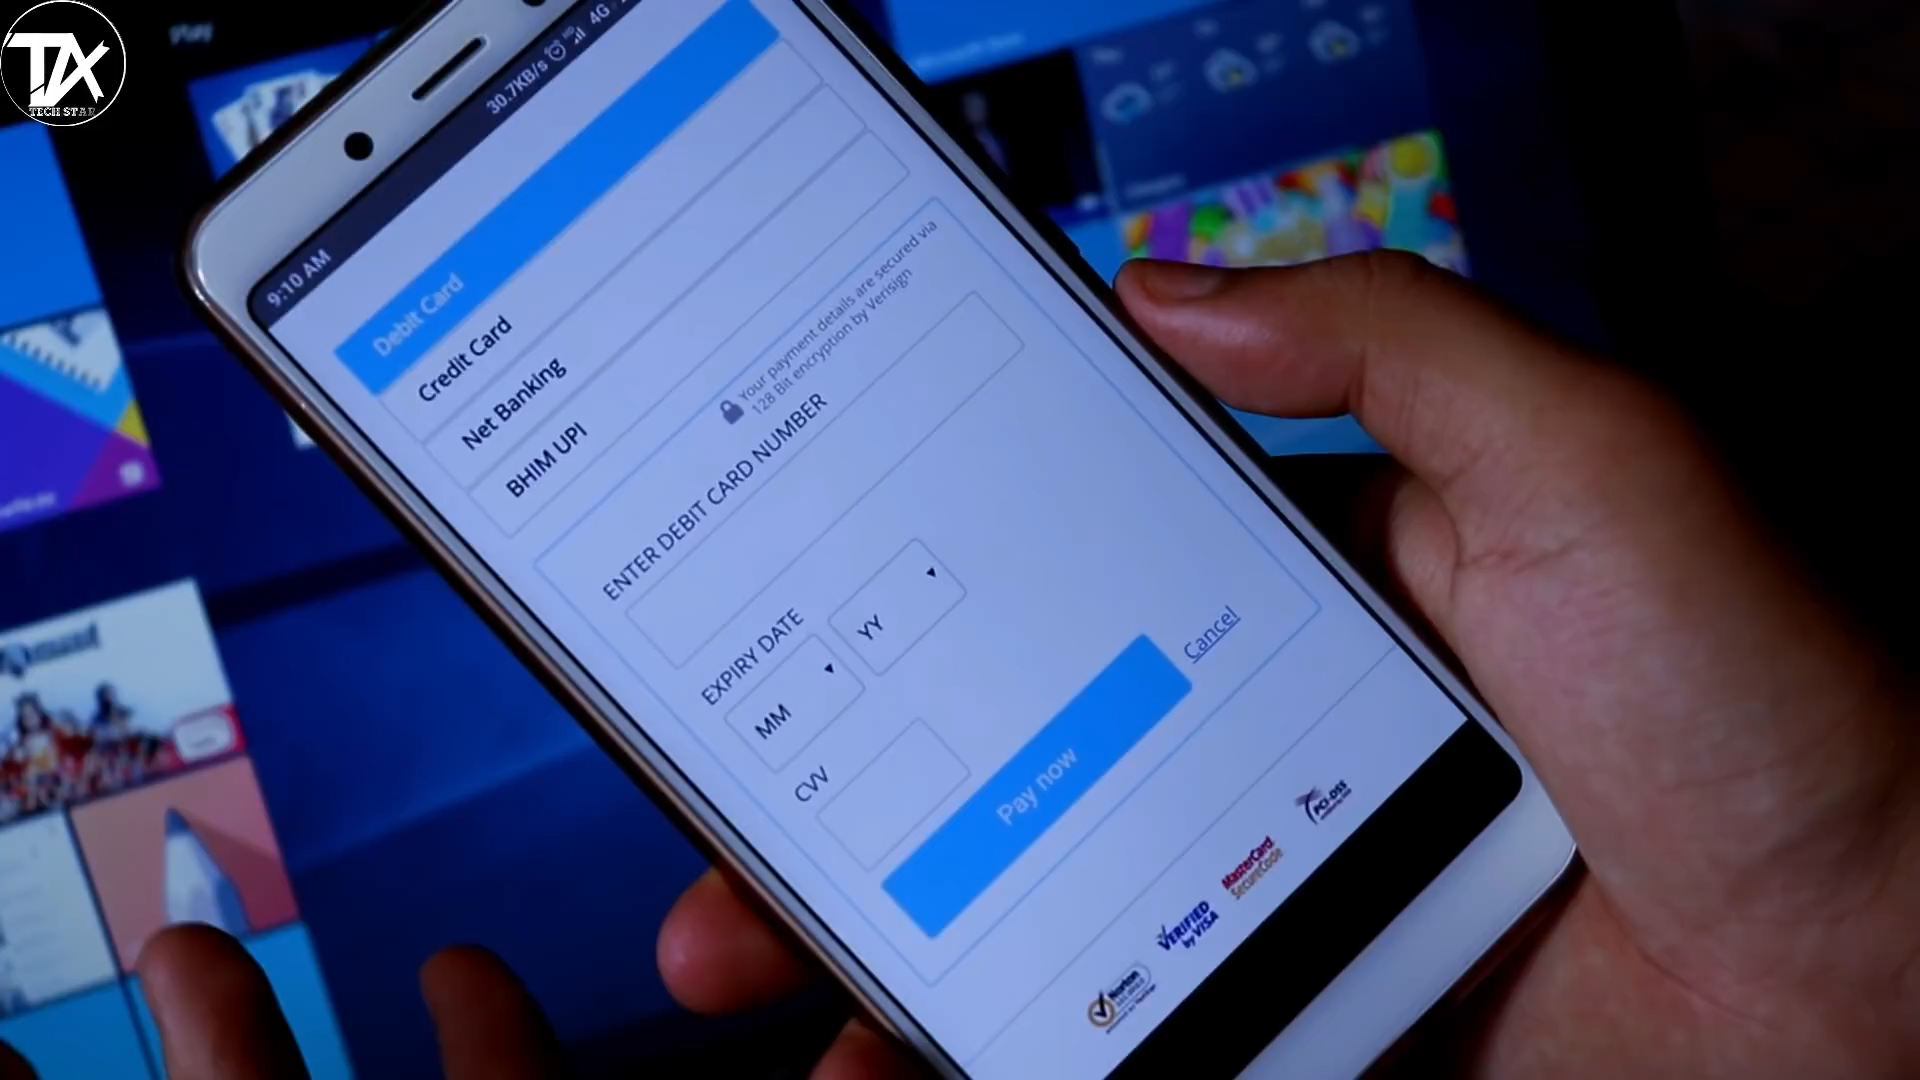 TX
TECH STAR
9:10 AM
30.7KB/s
4G
Debit Card
Credit Card
Net Banking
BHIM UPI
Your payment details are secured via
128 Bit encryption by Verisign
ENTER DEBIT CARD NUMBER
EXPIRY DATE
MM
YY
CVV
Pay now
Cancel
Norton
VERIFIED
by VISA
MasterCard
SecureCode
PCI-DSS